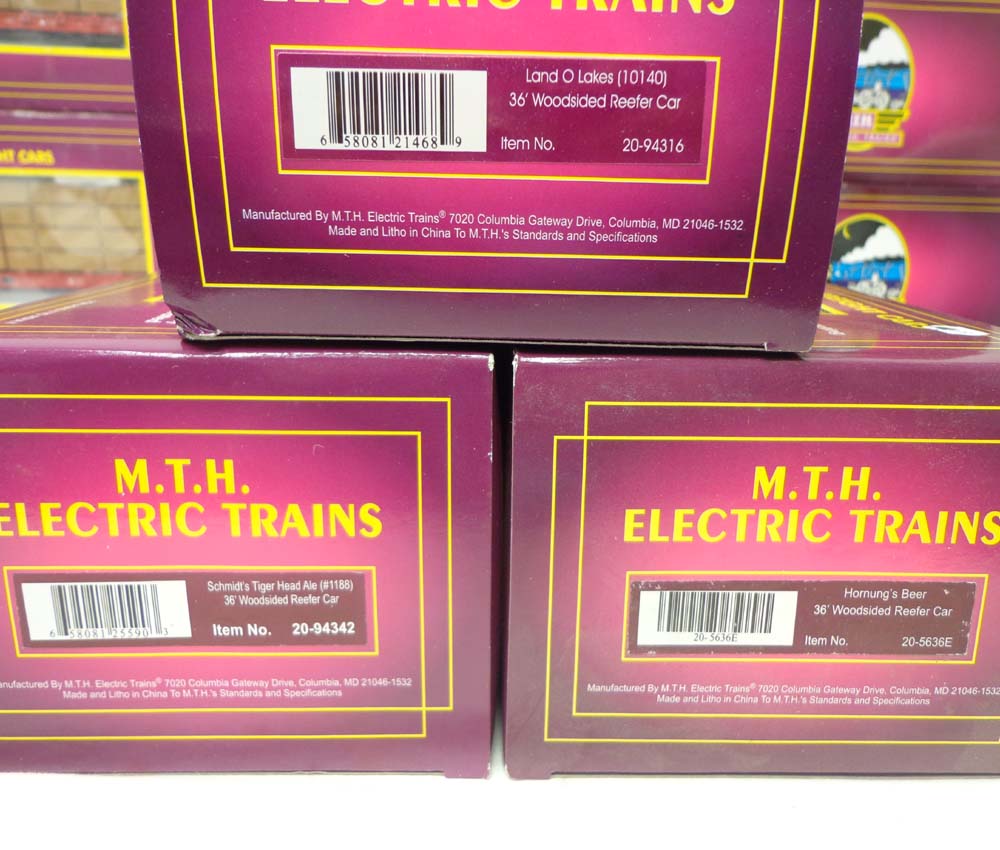 ELECTRIC TRAINS
Land O Lakes (10140)
36' Woodsided Reefer Car
6 58081 21468 9
Item No. 20-94316
Manufactured By M.T.H. Electric Trains® 7020 Columbia Gateway Drive, Columbia, MD 21046-1532
Made and Litho in China To M.T.H.'s Standards and Specifications
HT CARS
M.T.H.
ELECTRIC TRAINS
Schmidt's Tiger Head Ale (#1188)
36' Woodsided Reefer Car
6 58081 25590 3
Item No. 20-94342
anufactured By M.T.H. Electric Trains® 7020 Columbia Gateway Drive, Columbia, MD 21046-1532
Made and Litho in China To M.T.H.'s Standards and Specifications
M.T.H.
ELECTRIC TRAINS
Hornung's Beer
36' Woodsided Reefer Car
20-5636E
Item No. 20-5636E
Manufactured By M.T.H. Electric Trains® 7020 Columbia Gateway Drive, Columbia, MD 21046-1532
Made and Litho in China To M.T.H.'s Standards and Specifications